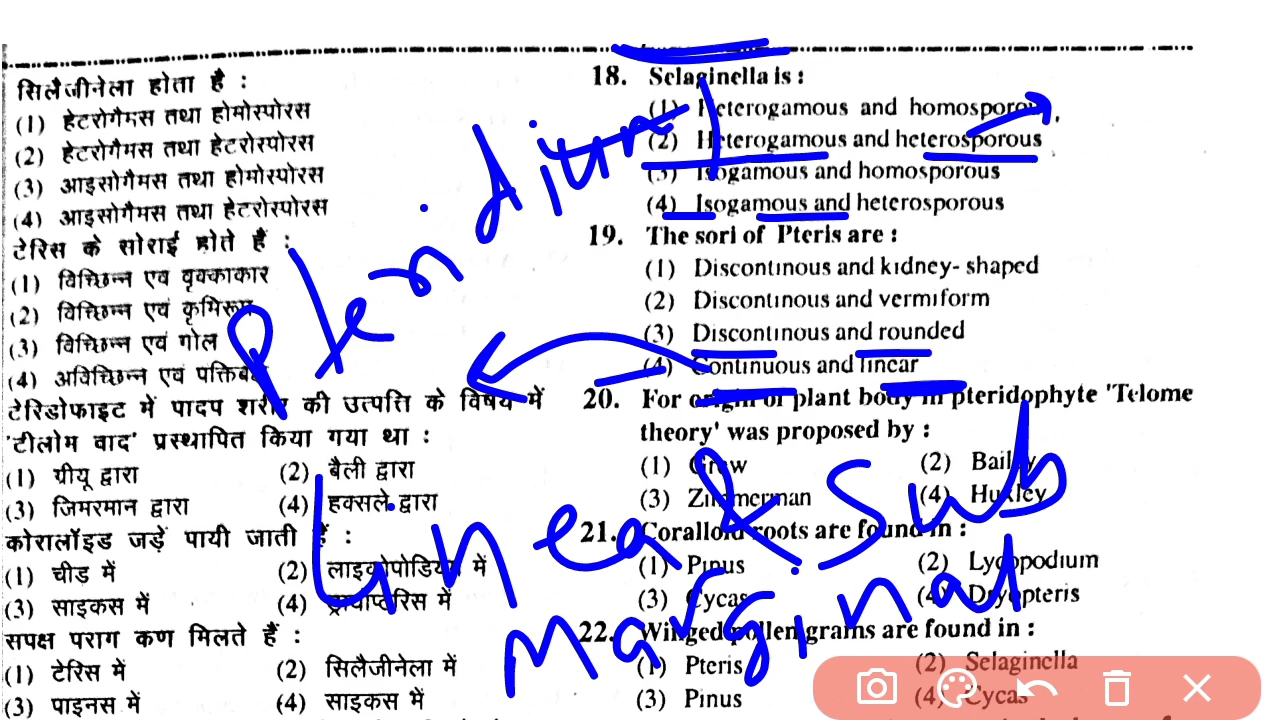 सिलैजीनेला होता है :
(1) हेटरोगैमस तथा होमोस्पोरस
(2) हेटरोगैमस तथा हेटरोस्पोरस
(3) आइसोगैमस तथा होमोस्पोरस
(4) आइसोगैमस तथा हेटरोस्पोरस
टेरिस के सोराई होते हैं :
(1) विच्छिन्न एवं वृक्काकार
(2) विच्छिन्न एवं कृमिरूप
(3) विच्छिन्न एवं गोल
(4) अविच्छिन्न एवं पंक्तिबद्ध
टेरिडोफाइट में पादप शरीर की उत्पत्ति के विषय में
'टीलोम वाद' प्रस्थापित किया गया था :
(1) ग्रीयू द्वारा (2) बैली द्वारा
(3) जिमरमान द्वारा (4) हक्सले द्वारा
कोरालॉइड जड़ें पायी जाती हैं :
(1) चीड़ में (2) लाइकोपोडियम में
(3) साइकस में (4) ड्रायोप्टेरिस में
सपक्ष पराग कण मिलते हैं :
(1) टेरिस में (2) सिलैजीनेला में
(3) पाइनस में (4) साइकस में
18. Selaginella is :
(1) Heterogamous and homosporous
(2) Heterogamous and heterosporous
(3) Isogamous and homosporous
(4) Isogamous and heterosporous
19. The sori of Pteris are :
(1) Discontinous and kidney- shaped
(2) Discontinous and vermiform
(3) Discontinous and rounded
(4) Continuous and linear
20. For origin of plant body in pteridophyte 'Telome
theory' was proposed by :
(1) Grew (2) Bailey
(3) Zimmerman (4) Huxley
21. Coralloid roots are found in :
(1) Pinus (2) Lycopodium
(3) Cycas (4) Dryopteris
22. Winged pollen grains are found in :
(1) Pteris (2) Selaginella
(3) Pinus (4) Cycas
Pteridium
Linea & Sub
Marginal